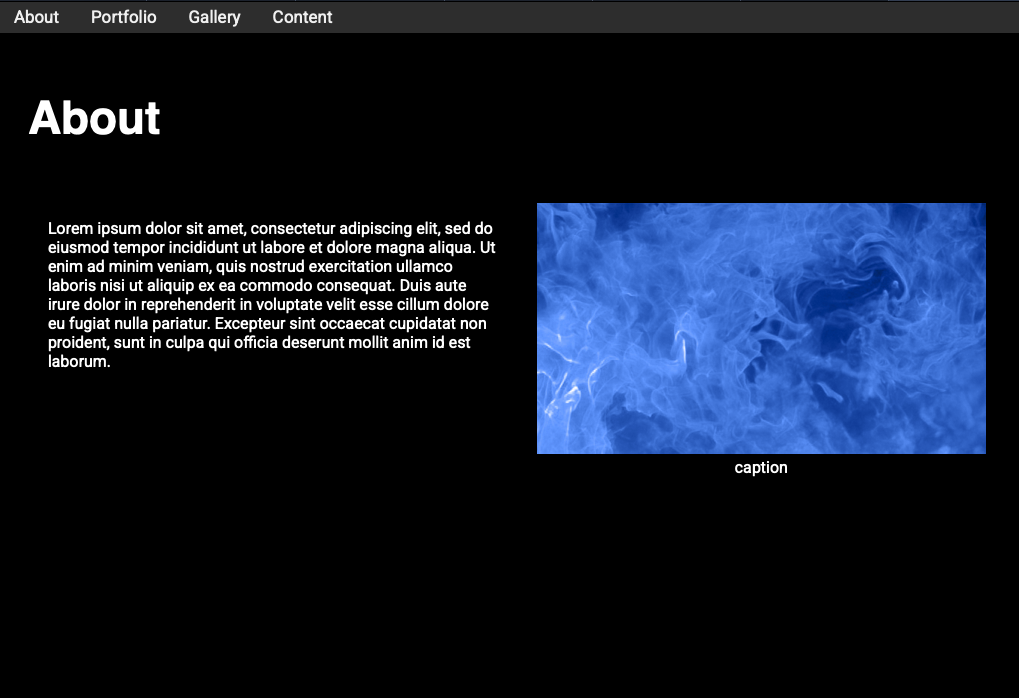 About Portfolio Gallery Content
About
Lorem ipsum dolor sit amet, consectetur adipiscing elit, sed do
eiusmod tempor incididunt ut labore et dolore magna aliqua. Ut
enim ad minim veniam, quis nostrud exercitation ullamco
laboris nisi ut aliquip ex ea commodo consequat. Duis aute
irure dolor in reprehenderit in voluptate velit esse cillum dolore
eu fugiat nulla pariatur. Excepteur sint occaecat cupidatat non
proident, sunt in culpa qui officia deserunt mollit anim id est
laborum.
caption